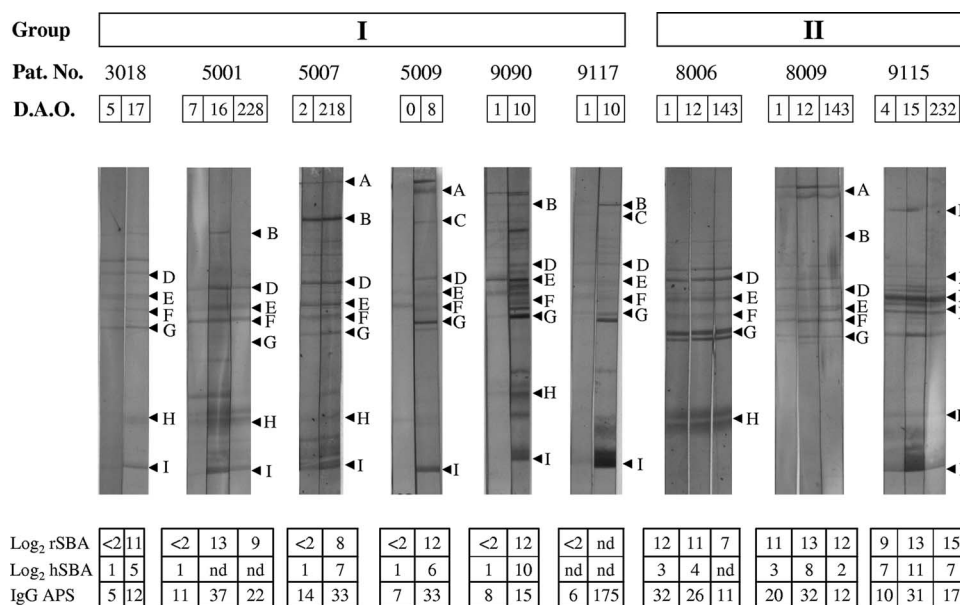 Group I II
Pat. No. 3018 5001 5007 5009 9090 9117 8006 8009 9115
D.A.O. 5 17 7 16 228 2 218 0 8 1 10 1 10 1 12 143 1 12 143 4 15 232
D E F G H I
B D E F G H I
A B D E F G H I
A C D E F G I
B D E F G H I
B C D E F G I
D E F G H
A B D E F G
Log₂ rSBA <2 11 <2 13 9 <2 8 <2 12 <2 12 <2 nd 12 11 7 11 13 12 9 13 15
Log₂ hSBA 1 5 1 nd nd 1 7 1 6 1 10 nd nd 3 4 nd 3 8 2 7 11 7
IgG APS 5 12 11 37 22 14 33 7 33 8 15 6 175 32 26 11 20 32 12 10 31 17